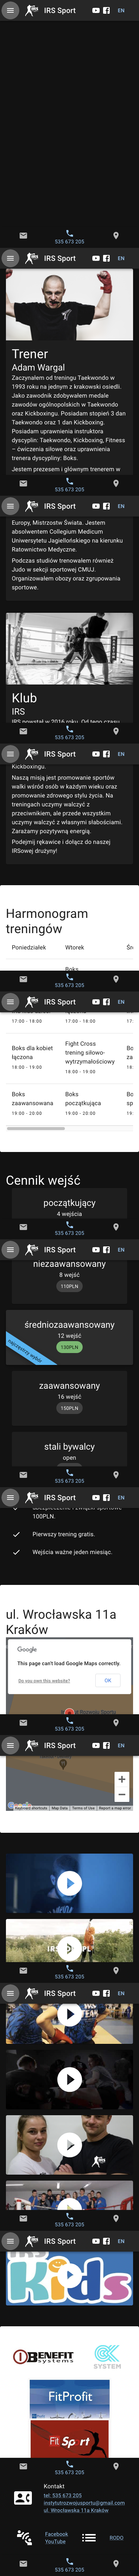 IRS Sport
EN
535 673 205
IRS Sport
EN
Trener
Adam Wargal
Zaczynałem od treningu Taekwondo w
1993 roku na jednym z krakowski osiedli.
Jako zawodnik zdobywałem medale
zawodów ogólnopolskich w Taekwondo
oraz Kickboxingu. Posiadam stopień 3 dan
Taekwondo oraz 1 dan Kickboxing.
Posiadam uprawnienia instruktora
dyscyplin: Taekwondo, Kickboxing, Fitness
– ćwiczenia siłowe oraz uprawnienia
trenera dyscypliny: Boks.
Jestem prezesem i głównym trenerem w
535 673 205
IRS Sport
EN
Europy, Mistrzostw Świata. Jestem
absolwentem Collegium Medicum
Uniwersytetu Jagiellońskiego na kierunku
Ratownictwo Medyczne.
Podczas studiów trenowałem również
Judo w sekcji sportowej CMUJ.
Organizowałem obozy oraz zgrupowania
sportowe.
Klub
IRS
IRS powstał w 2016 roku. Od tego czasu
535 673 205
IRS Sport
EN
Kickboxingu.
Naszą misją jest promowanie sportów
walki wśród osób w każdym wieku oraz
promowanie zdrowego stylu życia. Na
treningach uczymy walczyć z
przeciwnikiem, ale przede wszystkim
uczymy walczyć z własnymi słabościami.
Zarażamy pozytywną energią.
Podejmij rękawice i dołącz do naszej
IRSowej drużyny!
Harmonogram
treningów
Poniedziałek Wtorek Śro
Boks
535 673 205
IRS Sport
EN
17:00 - 18:00 17:00 - 18:00
Boks dla kobiet
łączona
18:00 - 19:00
Fight Cross
trening siłowo-
wytrzymałościowy
18:00 - 19:00
Boks
zaawansowana
19:00 - 20:00
Boks
początkująca
19:00 - 20:00
Cennik wejść
początkujący
4 wejścia
535 673 205
IRS Sport
EN
niezaawansowany
8 wejść
110PLN
średniozaawansowany
12 wejść
130PLN
najczęstszy wybór
zaawansowany
16 wejść
150PLN
stali bywalcy
open
535 673 205
IRS Sport
EN
100PLN.
Pierwszy trening gratis.
Wejścia ważne jeden miesiąc.
ul. Wrocławska 11a
Kraków
Google
This page can't load Google Maps correctly.
Do you own this website?
OK
535 673 205
IRS Sport
EN
Keyboard shortcuts Map Data Terms of Use Report a map error
535 673 205
IRS Sport
EN
535 673 205
IRS Sport
EN
Kids
BENEFIT
systems
OK
SYSTEM
FitProfit
Fit Sport
535 673 205
Kontakt
tel. 535 673 205
instytutrozwojusportu@gmail.com
ul. Wrocławska 11a Kraków
Facebook
YouTube
RODO
535 673 205